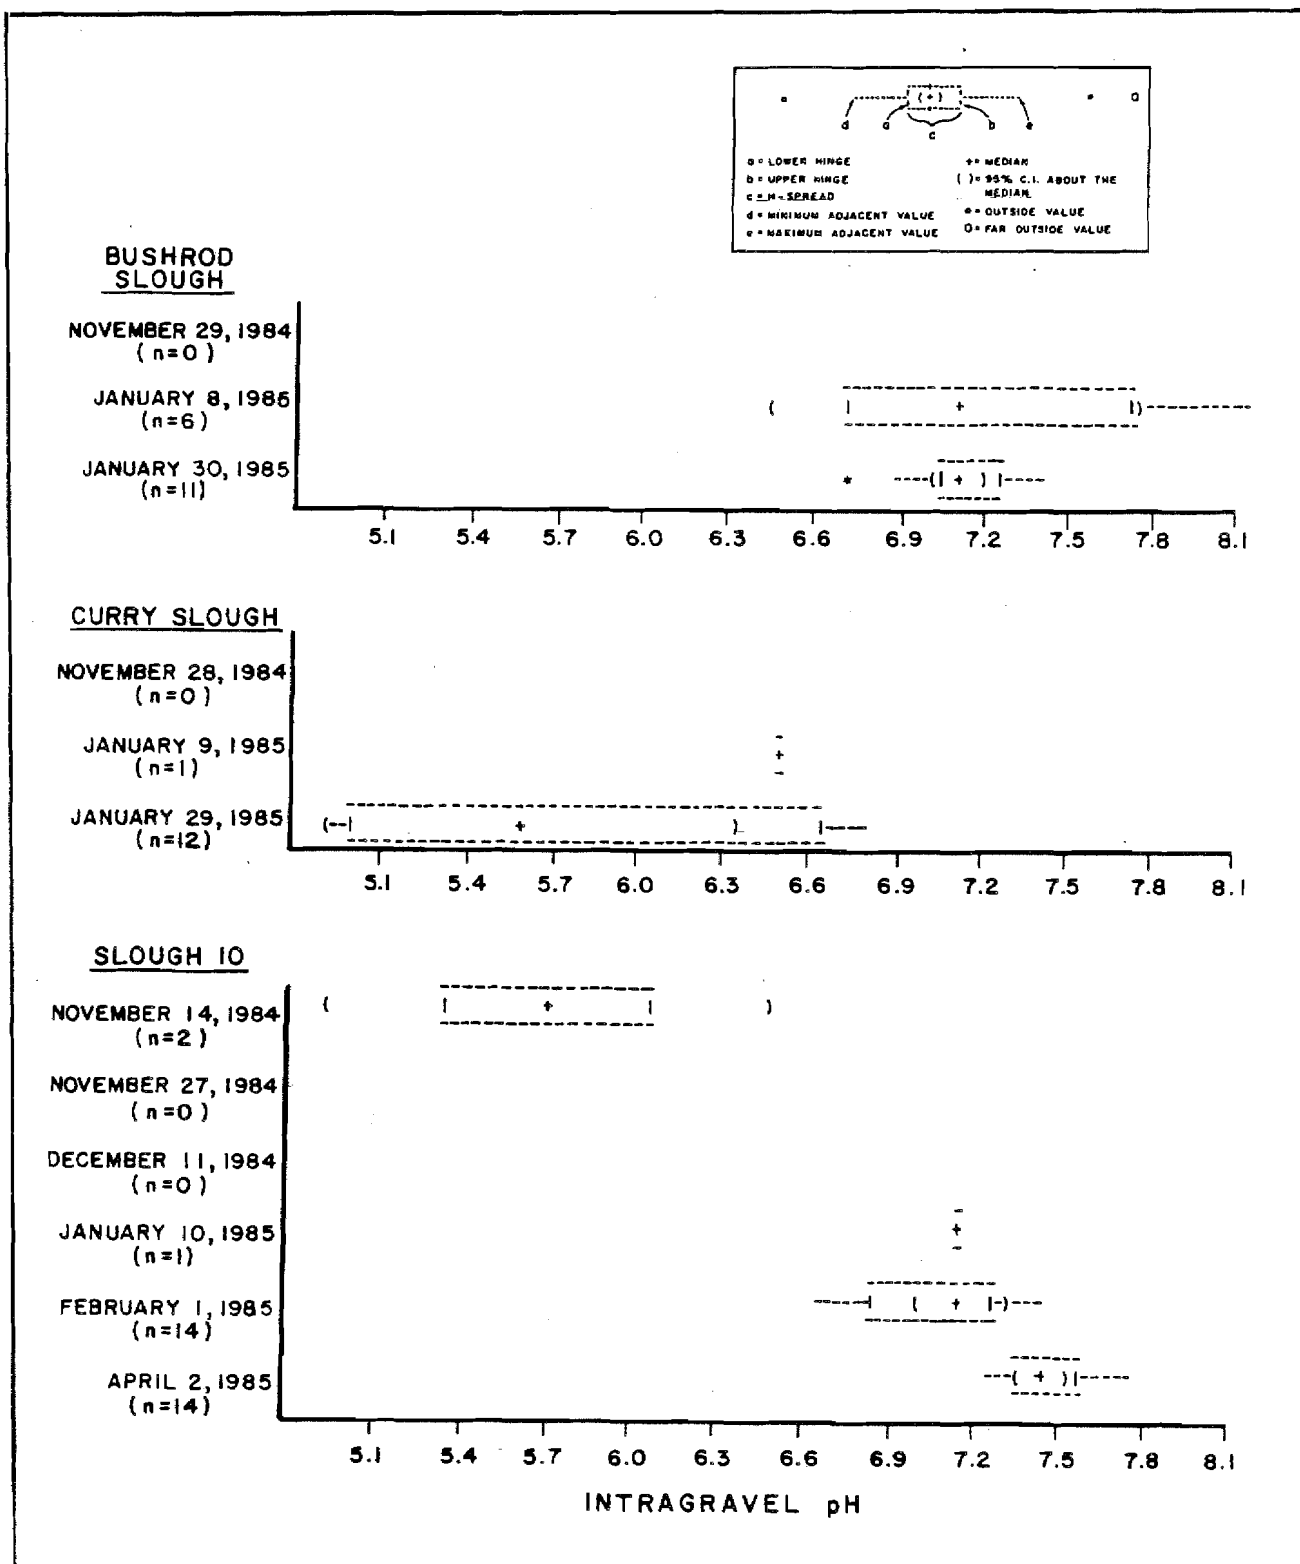 d a c b e
a = LOWER HINGE
b = UPPER HINGE
c = H-SPREAD
d = MINIMUM ADJACENT VALUE
e = MAXIMUM ADJACENT VALUE
+ = MEDIAN
( ) = 95% C.I. ABOUT THE
MEDIAN
* = OUTSIDE VALUE
O = FAR OUTSIDE VALUE
BUSHROD
SLOUGH
NOVEMBER 29, 1984
(n=0)
JANUARY 8, 1985
(n=6)
JANUARY 30, 1985
(n=11)
5.1 5.4 5.7 6.0 6.3 6.6 6.9 7.2 7.5 7.8 8.1
CURRY SLOUGH
NOVEMBER 28, 1984
(n=0)
JANUARY 9, 1985
(n=1)
JANUARY 29, 1985
(n=12)
5.1 5.4 5.7 6.0 6.3 6.6 6.9 7.2 7.5 7.8 8.1
SLOUGH 10
NOVEMBER 14, 1984
(n=2)
NOVEMBER 27, 1984
(n=0)
DECEMBER 11, 1984
(n=0)
JANUARY 10, 1985
(n=1)
FEBRUARY 1, 1985
(n=14)
APRIL 2, 1985
(n=14)
5.1 5.4 5.7 6.0 6.3 6.6 6.9 7.2 7.5 7.8 8.1
INTRAGRAVEL pH